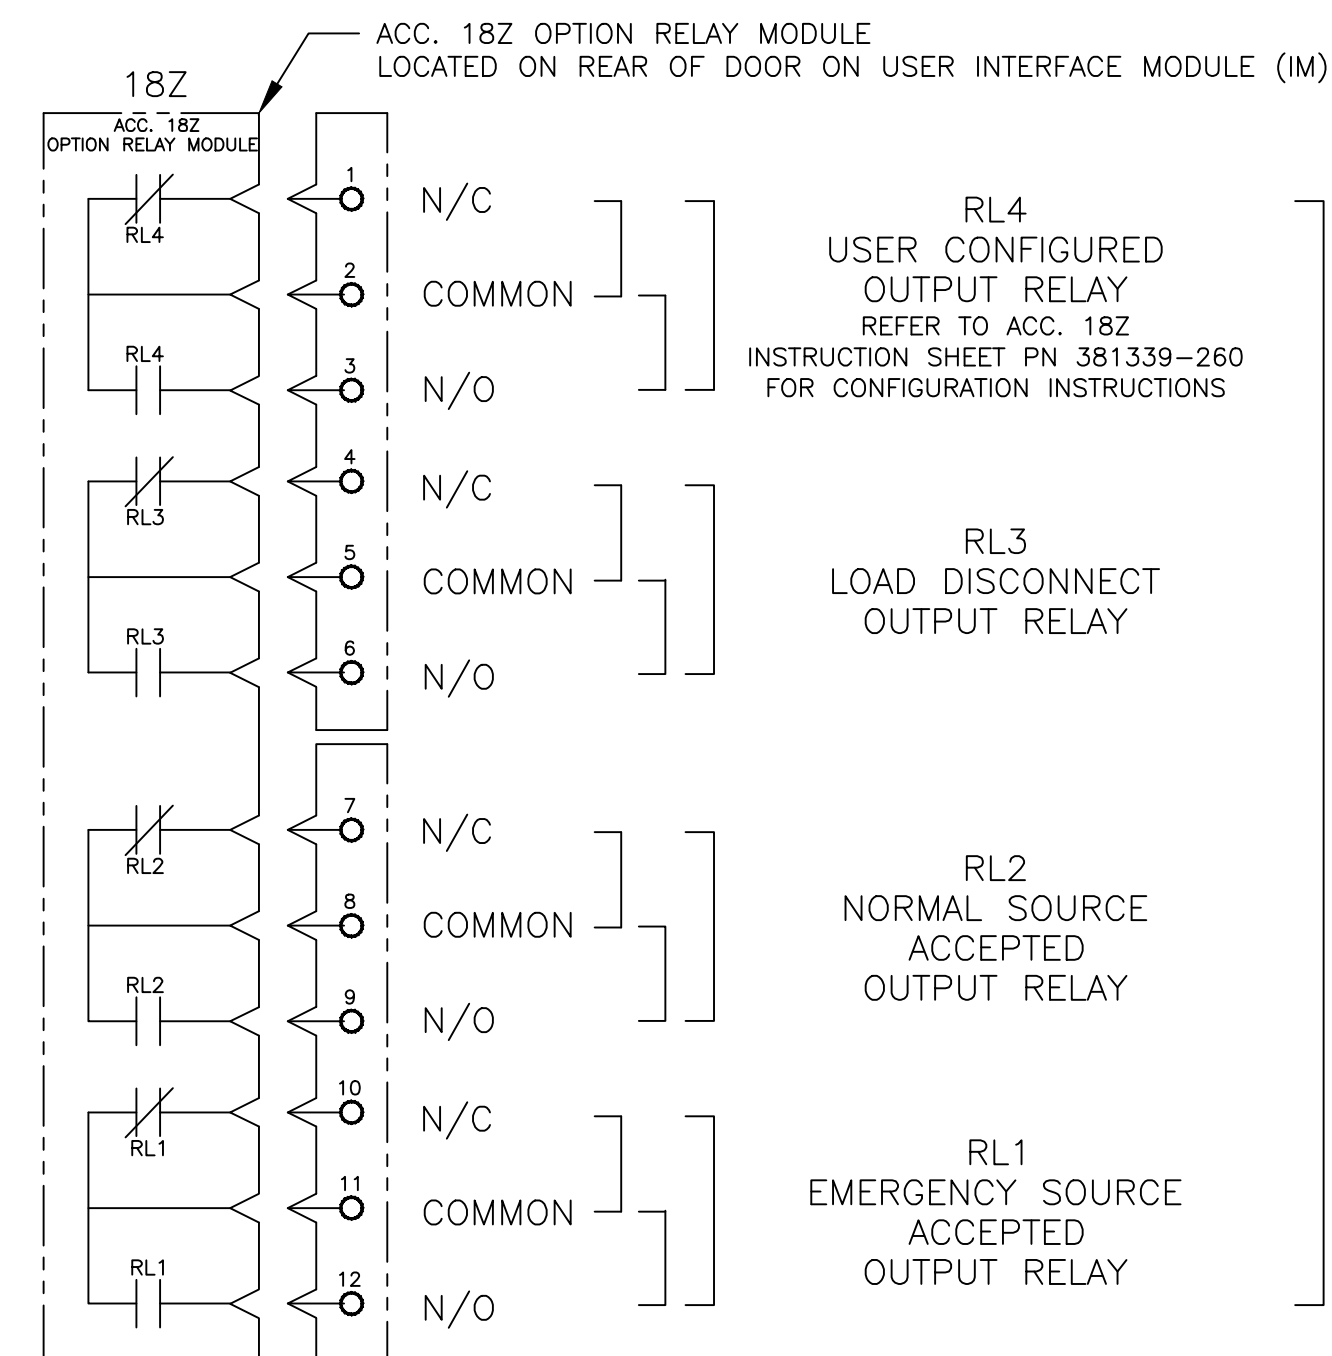 ACC. 18Z OPTION RELAY MODULE
LOCATED ON REAR OF DOOR ON USER INTERFACE MODULE (IM)
18Z
ACC. 18Z
OPTION RELAY MODULE
1
N/C
RL4
2
COMMON
RL4
3
N/O
RL4
USER CONFIGURED
OUTPUT RELAY
REFER TO ACC. 18Z
INSTRUCTION SHEET PN 381339-260
FOR CONFIGURATION INSTRUCTIONS
4
N/C
RL3
5
COMMON
RL3
6
N/O
RL3
LOAD DISCONNECT
OUTPUT RELAY
7
N/C
RL2
8
COMMON
RL2
9
N/O
RL2
NORMAL SOURCE
ACCEPTED
OUTPUT RELAY
10
N/C
RL1
11
COMMON
RL1
12
N/O
RL1
EMERGENCY SOURCE
ACCEPTED
OUTPUT RELAY